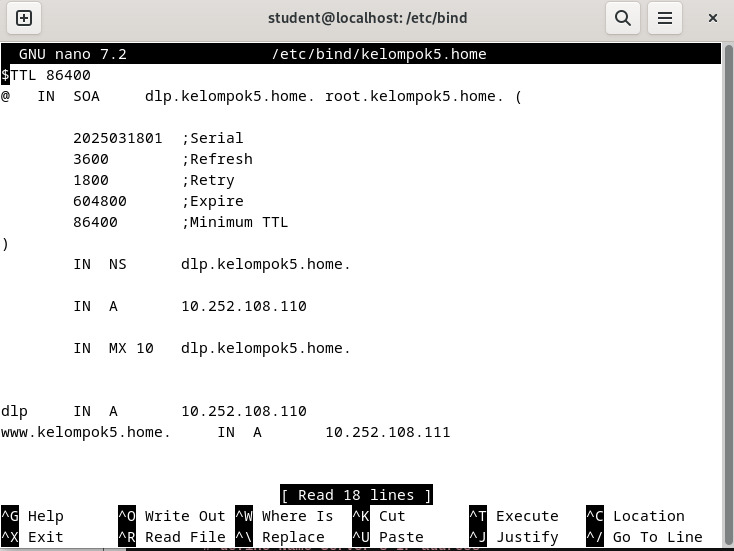 student@localhost: /etc/bind
GNU nano 7.2 /etc/bind/kelompok5.home
$TTL 86400
@ IN SOA dlp.kelompok5.home. root.kelompok5.home. (
2025031801 ;Serial
3600 ;Refresh
1800 ;Retry
604800 ;Expire
86400 ;Minimum TTL
)
IN NS dlp.kelompok5.home.
IN A 10.252.108.110
IN MX 10 dlp.kelompok5.home.
dlp IN A 10.252.108.110
www.kelompok5.home. IN A 10.252.108.111
[ Read 18 lines ]
^G Help ^O Write Out ^W Where Is ^K Cut ^T Execute ^C Location
^X Exit ^R Read File ^\ Replace ^U Paste ^J Justify ^/ Go To Line